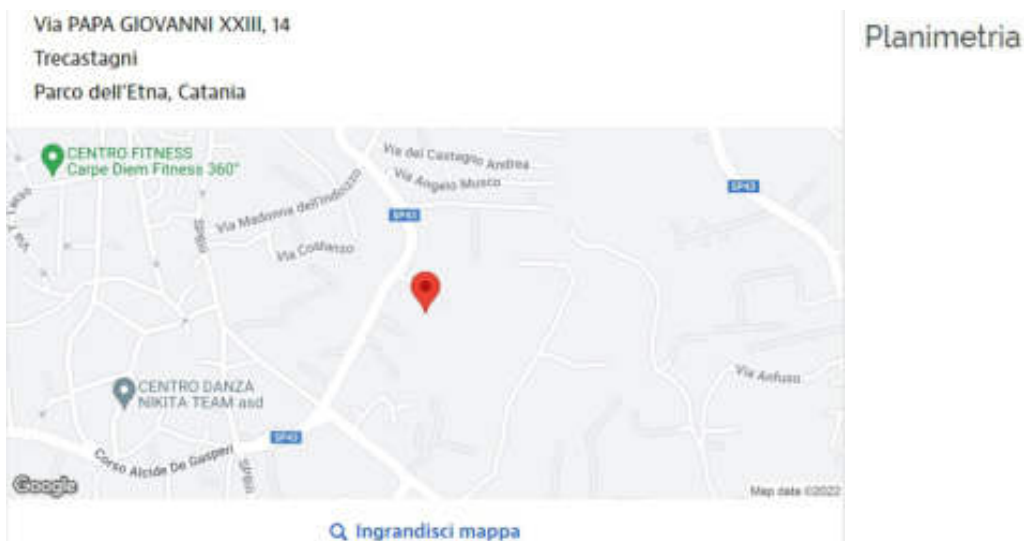 Via PAPA GIOVANNI XXIII, 14
Trecastagni
Parco dell'Etna, Catania
Planimetria
CENTRO FITNESS
Carpe Diem Fitness 360°
Via del Castagno Andrea
Via Angelo Musco
SP43
SP43
Via Madonna dell'Indirizzo
Via Costanzo
CENTRO DANZA
NIKITA TEAM asd
Via Anfuso
SP43
Corso Alcide De Gasperi
Google
Map data ©2022
Ingrandisci mappa